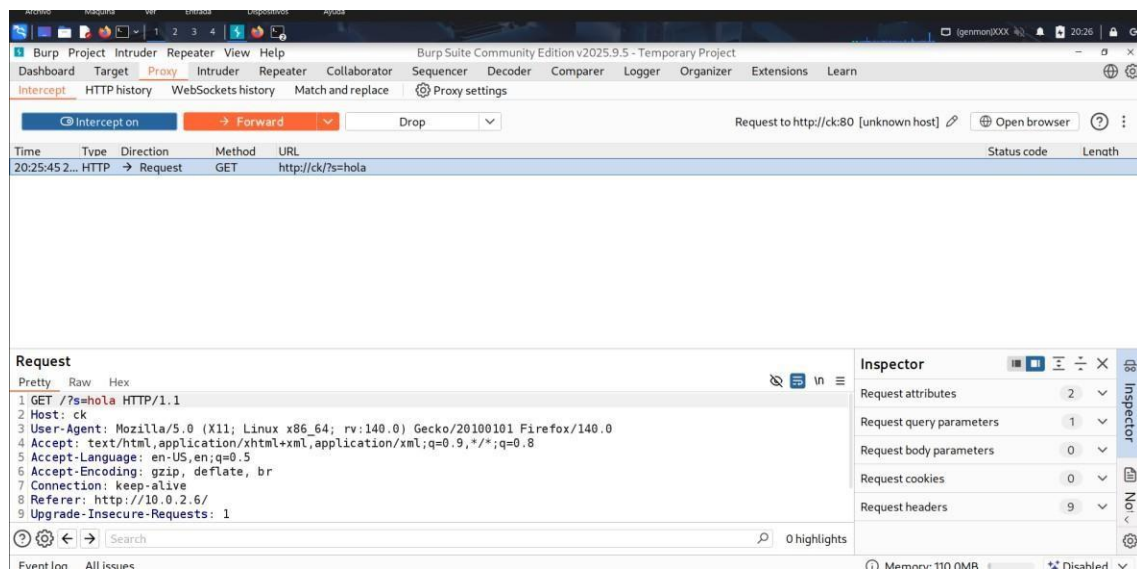 Archivo Máquina Ver Entrada Dispositivos Ayuda
1 2 3 4 (genmon)XXX 20:26
Burp Project Intruder Repeater View Help Burp Suite Community Edition v2025.9.5 - Temporary Project
Dashboard Target Proxy Intruder Repeater Collaborator Sequencer Decoder Comparer Logger Organizer Extensions Learn
Intercept HTTP history WebSockets history Match and replace Proxy settings
Intercept on → Forward Drop Request to http://ck:80 [unknown host] Open browser
Time Type Direction Method URL Status code Length
20:25:45 2... HTTP → Request GET http://ck/?s=hola
Request
Pretty Raw Hex
1 GET /?s=hola HTTP/1.1
2 Host: ck
3 User-Agent: Mozilla/5.0 (X11; Linux x86_64; rv:140.0) Gecko/20100101 Firefox/140.0
4 Accept: text/html,application/xhtml+xml,application/xml;q=0.9,*/*;q=0.8
5 Accept-Language: en-US,en;q=0.5
6 Accept-Encoding: gzip, deflate, br
7 Connection: keep-alive
8 Referer: http://10.0.2.6/
9 Upgrade-Insecure-Requests: 1
Search 0 highlights
Inspector
Request attributes 2
Request query parameters 1
Request body parameters 0
Request cookies 0
Request headers 9
Inspector
Event log All issues Memory: 110.0MB Disabled